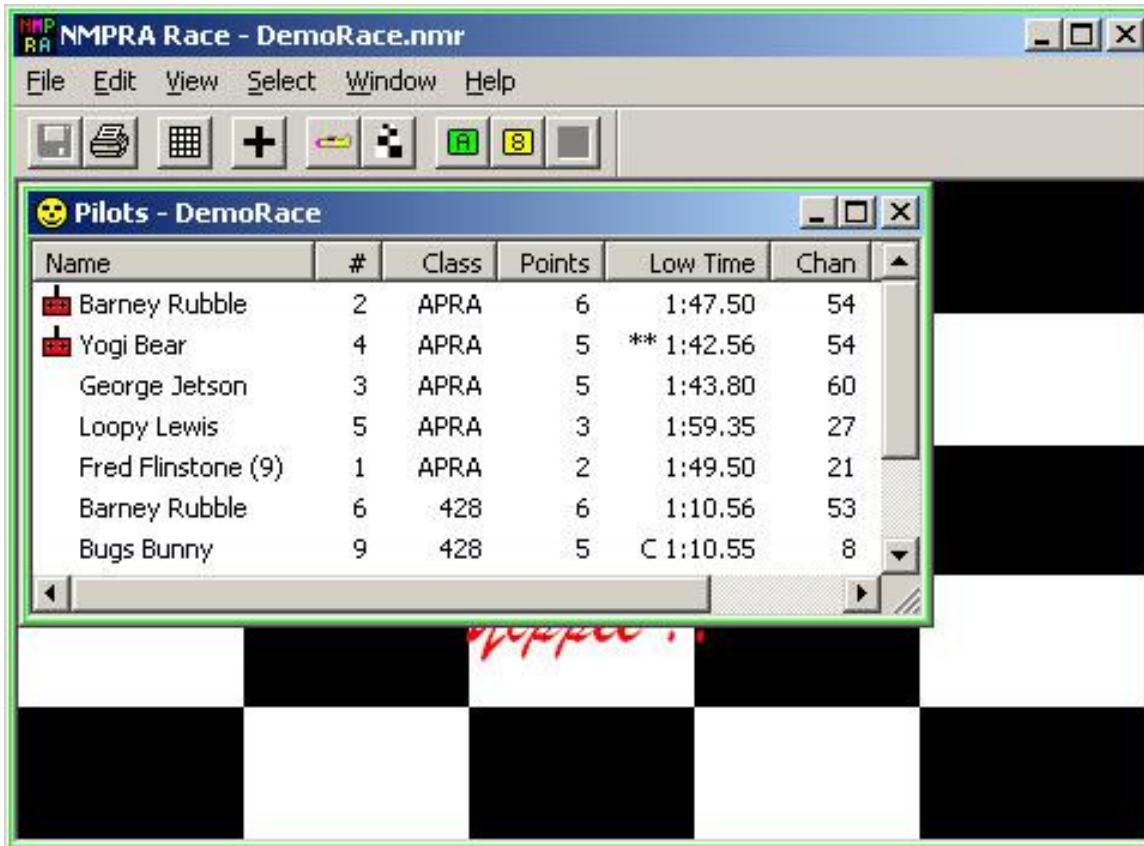 NMP RA NMPRA Race - DemoRace.nmr
File Edit View Select Window Help
A 8
Pilots - DemoRace
Name # Class Points Low Time Chan
Barney Rubble 2 APRA 6 1:47.50 54
Yogi Bear 4 APRA 5 ** 1:42.56 54
George Jetson 3 APRA 5 1:43.80 60
Loopy Lewis 5 APRA 3 1:59.35 27
Fred Flinstone (9) 1 APRA 2 1:49.50 21
Barney Rubble 6 428 6 1:10.56 53
Bugs Bunny 9 428 5 C 1:10.55 8